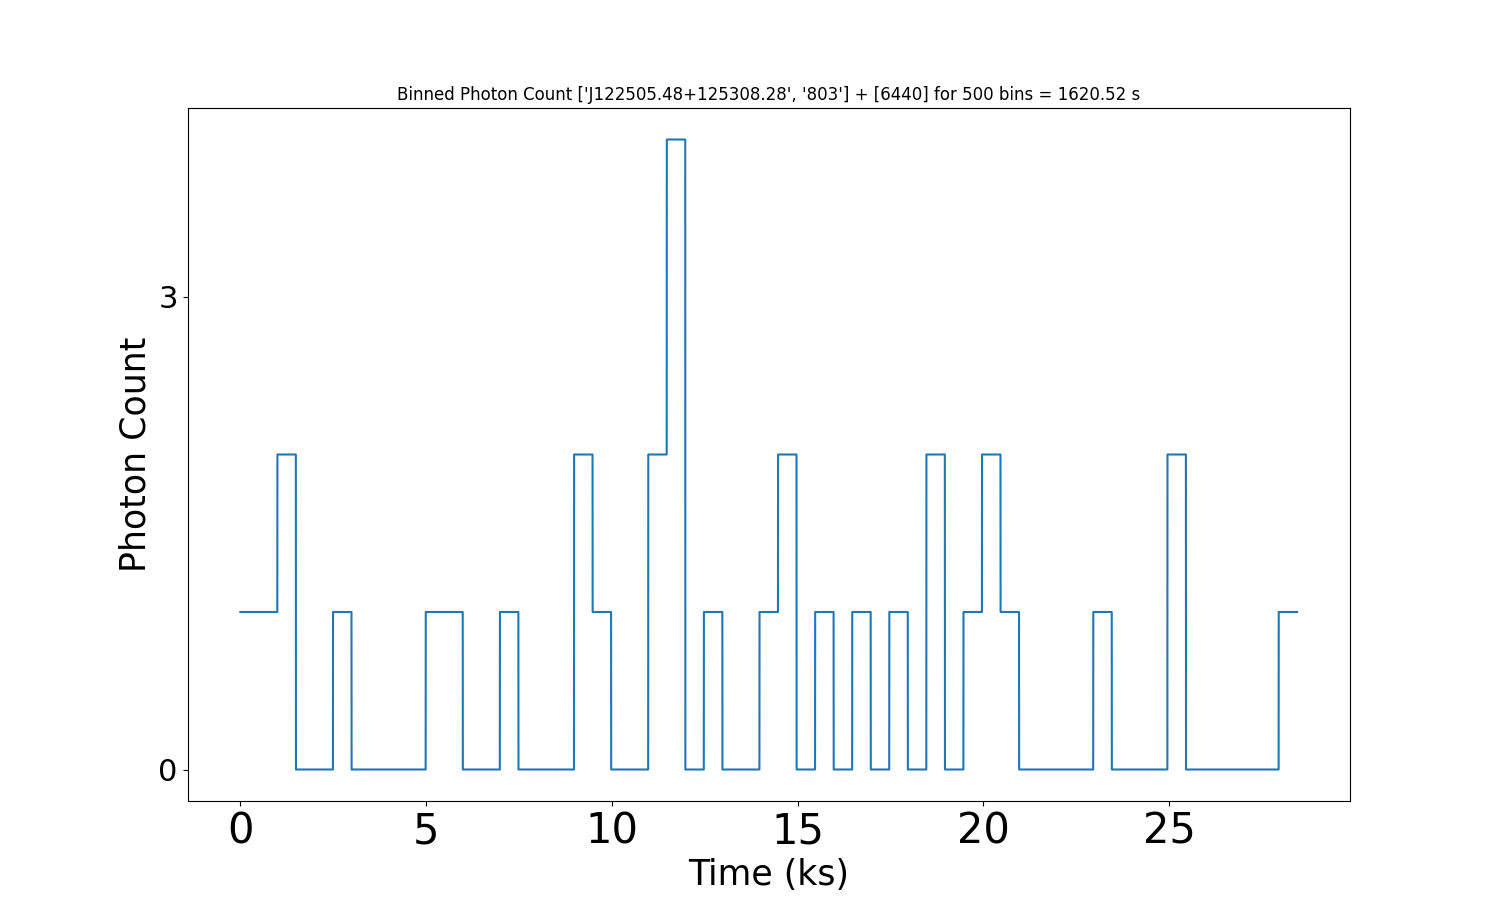 Binned Photon Count ['J122505.48+125308.28', '803'] + [6440] for 500 bins = 1620.52 s
3
Photon Count
0
0 5 10 15 20 25
Time (ks)